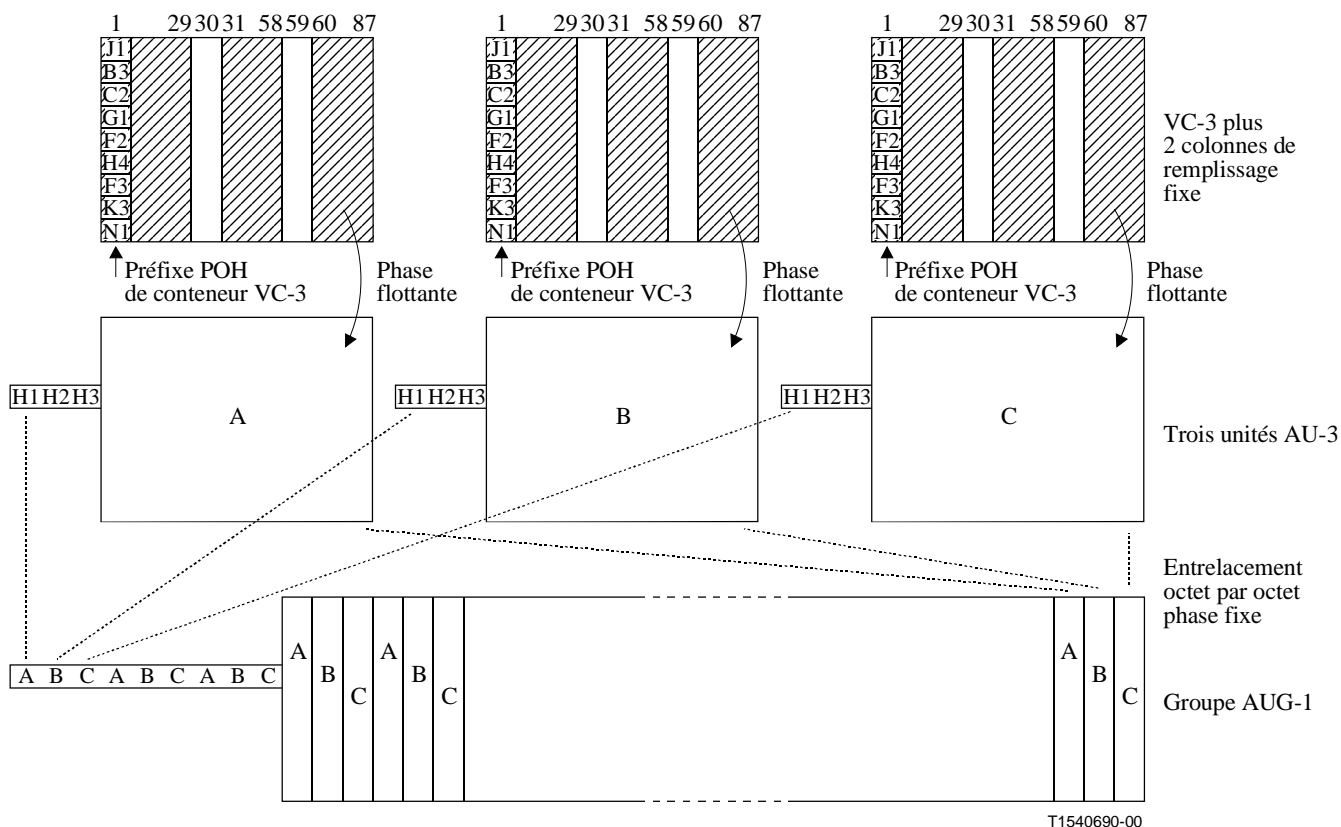 1 29 30 31 58 59 60 87 1 29 30 31 58 59 60 87 1 29 30 31 58 59 60 87
J1 J1 J1
B3 B3 B3
C2 C2 C2
G1 G1 G1
F2 F2 F2
H4 H4 H4
F3 F3 F3
K3 K3 K3
N1 N1 N1
VC-3 plus
2 colonnes de
remplissage
fixe
Préfixe POH
de conteneur VC-3
Phase
flottante
Préfixe POH
de conteneur VC-3
Phase
flottante
Préfixe POH
de conteneur VC-3
Phase
flottante
H1 H2 H3 A H1 H2 H3 B H1 H2 H3 C
Trois unités AU-3
Entrelacement
octet par octet
phase fixe
A B C A B C A B C
A B C A B C A B C
Groupe AUG-1
T1540690-00